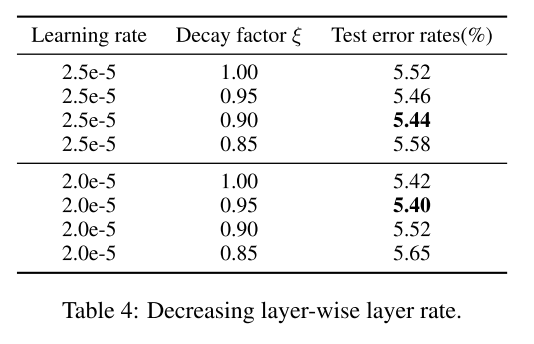 Learning rate Decay factor ξ Test error rates(%)
2.5e-5 1.00 5.52
2.5e-5 0.95 5.46
2.5e-5 0.90 5.44
2.5e-5 0.85 5.58
2.0e-5 1.00 5.42
2.0e-5 0.95 5.40
2.0e-5 0.90 5.52
2.0e-5 0.85 5.65
Table 4: Decreasing layer-wise layer rate.